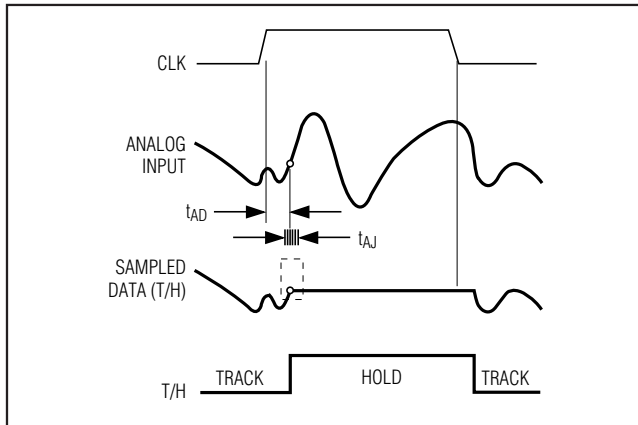 CLK
ANALOG
INPUT
tAD
tAJ
SAMPLED
DATA (T/H)
TRACK HOLD TRACK
T/H